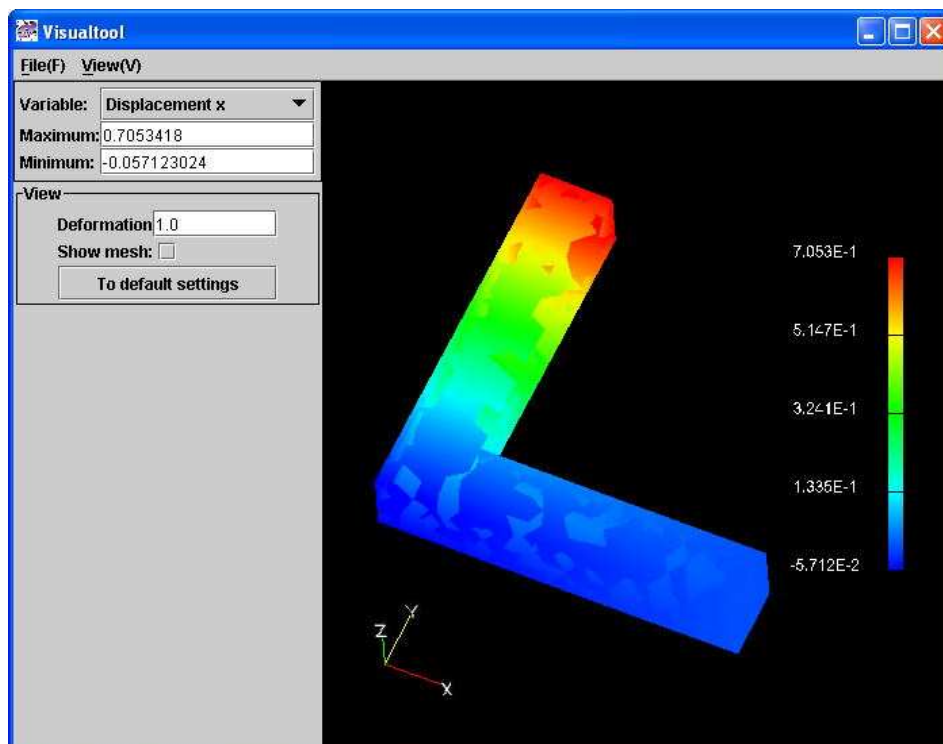 Visualtool
File(F) View(V)
Variable: Displacement x
Maximum: 0.7053418
Minimum: -0.057123024
View
Deformation 1.0
Show mesh:
To default settings
7.053E-1
5.147E-1
3.241E-1
1.335E-1
-5.712E-2
Y
Z
X